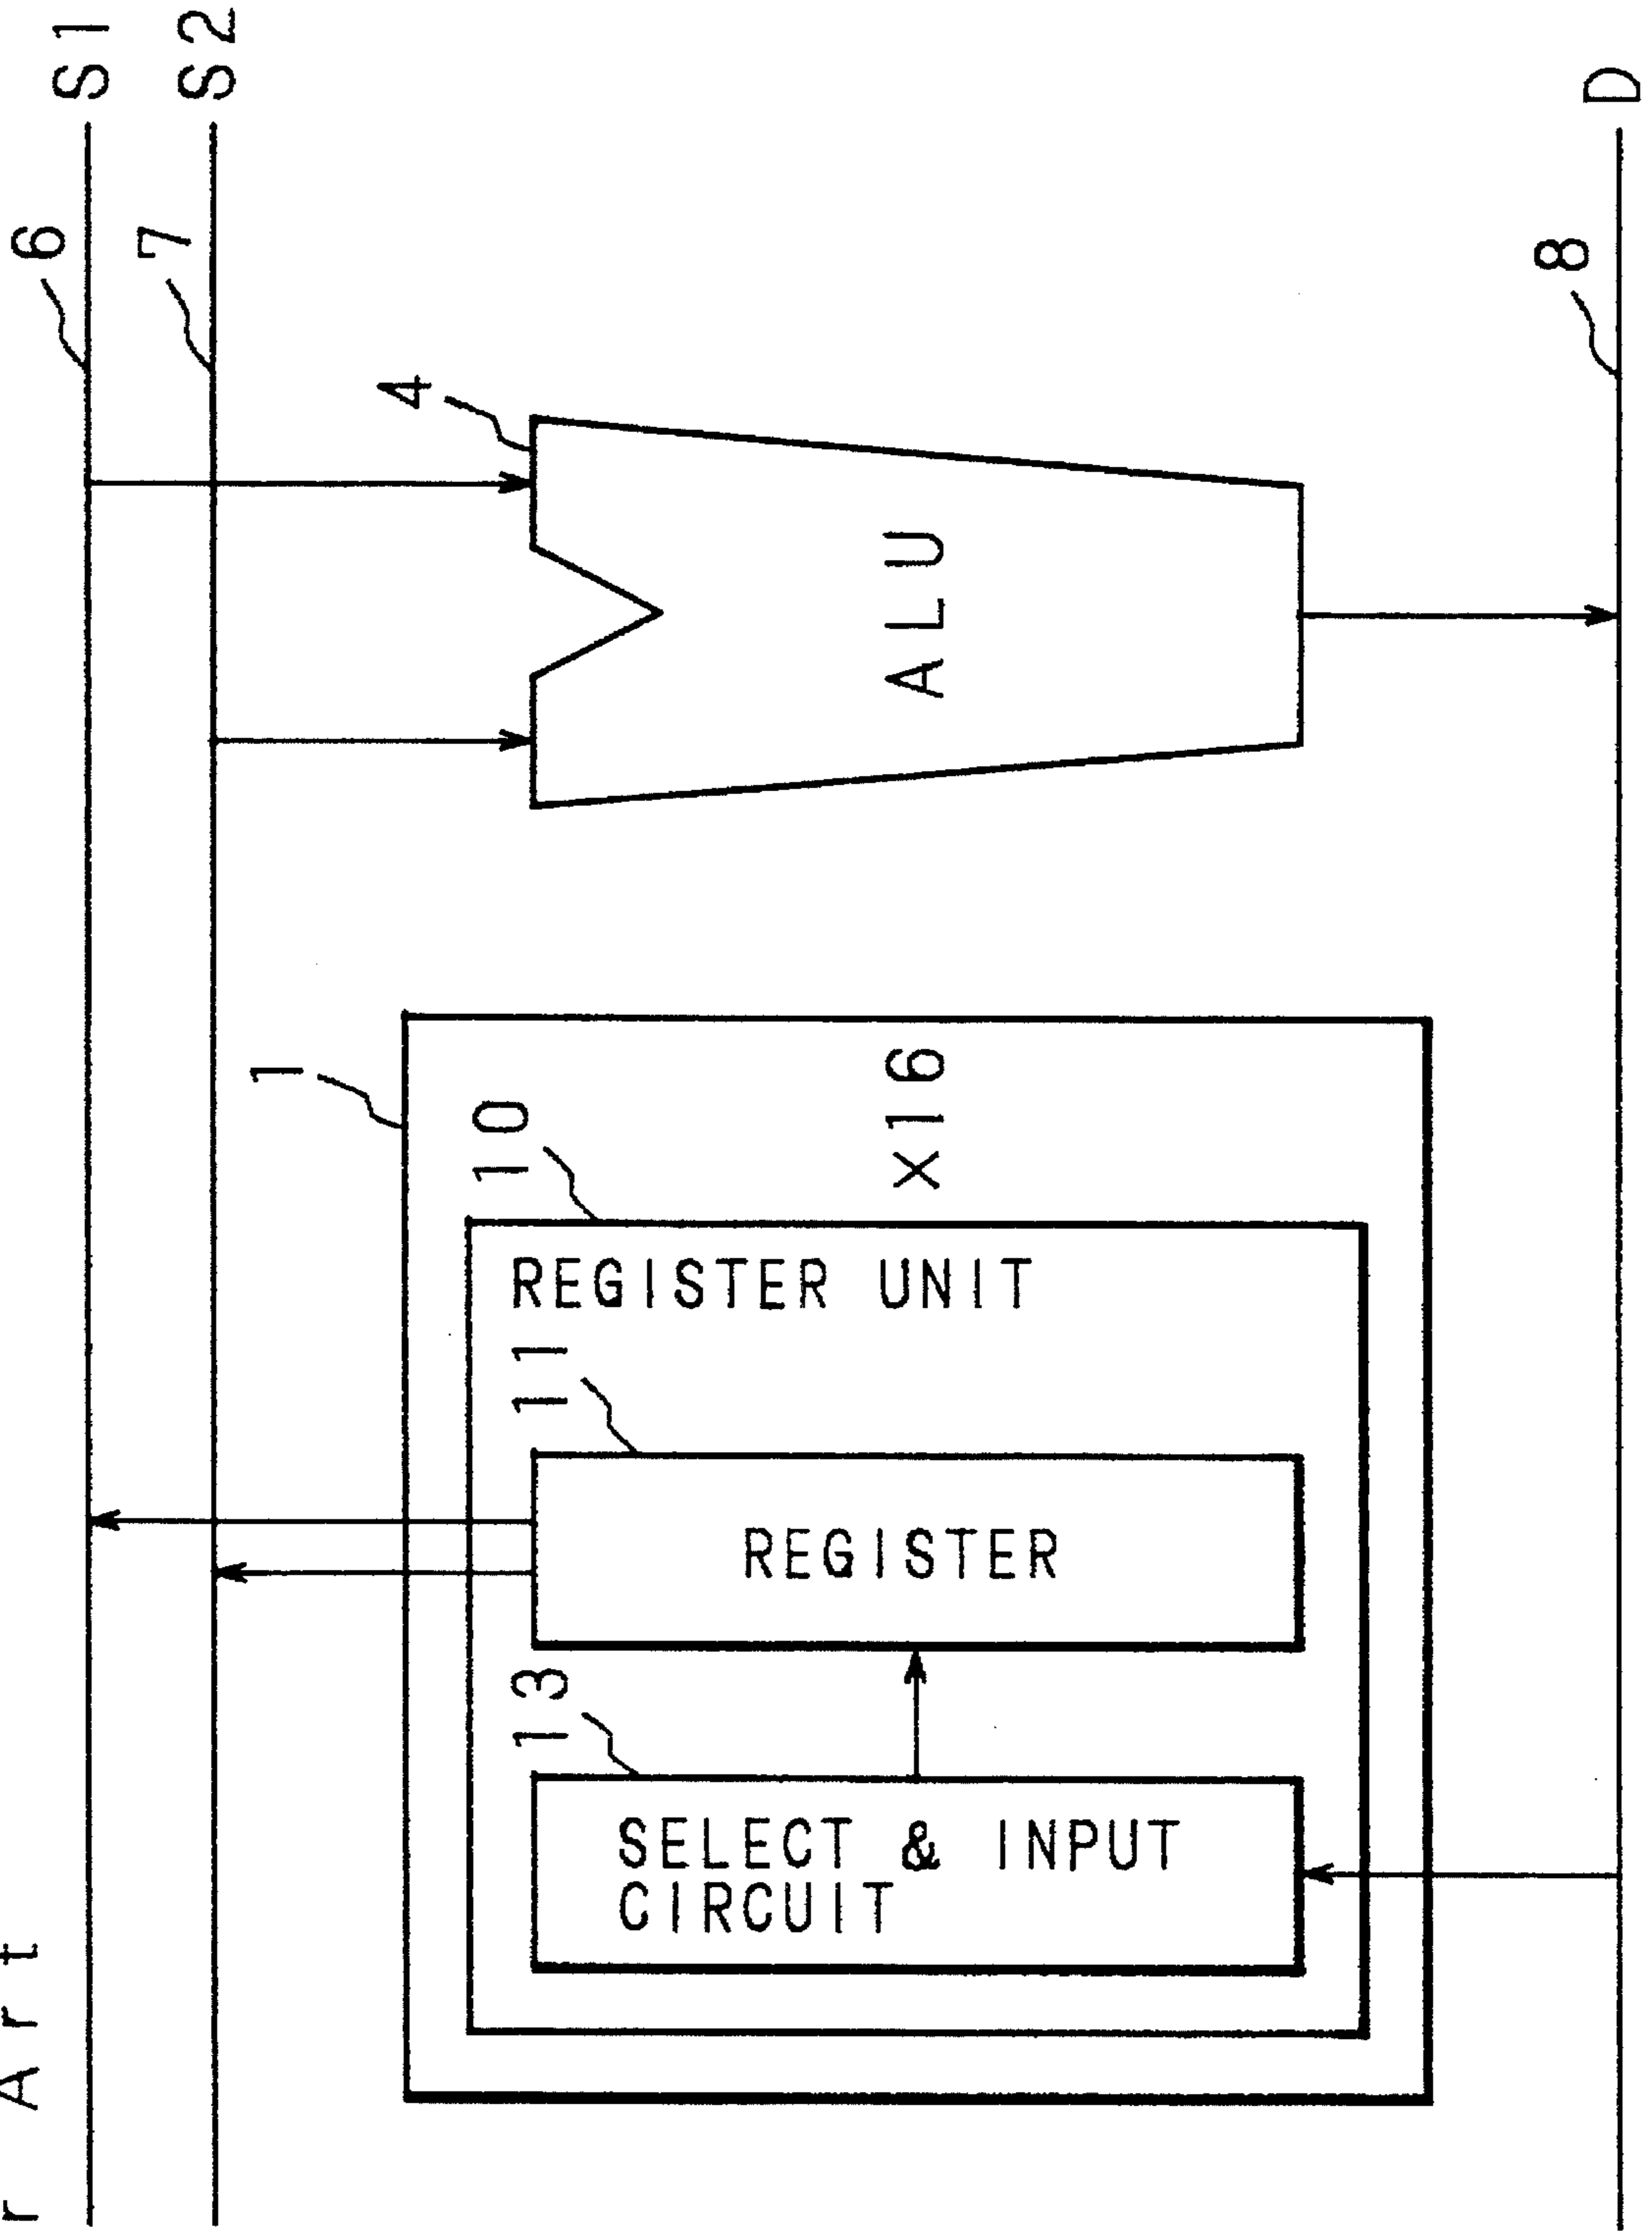 r Art
S1
6
S2
7
1
4
10
REGISTER UNIT
13
11
SELECT & INPUT
CIRCUIT
REGISTER
×16
ALU
8
D